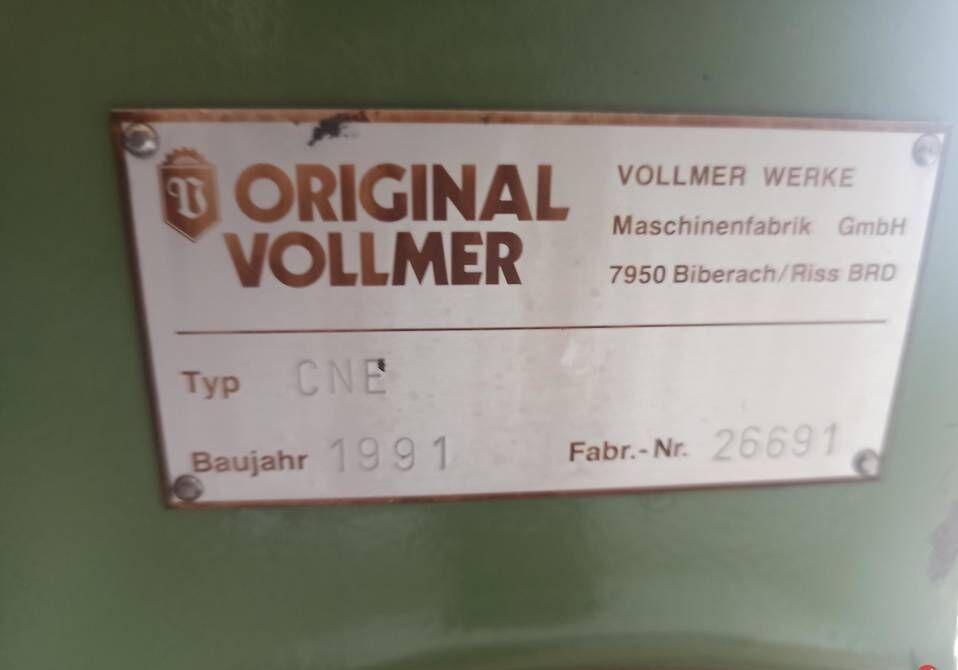 ORIGINAL
VOLLMER
VOLLMER WERKE
Maschinenfabrik GmbH
7950 Biberach/Riss BRD
Typ CNE
Baujahr 1991 Fabr.-Nr. 26691